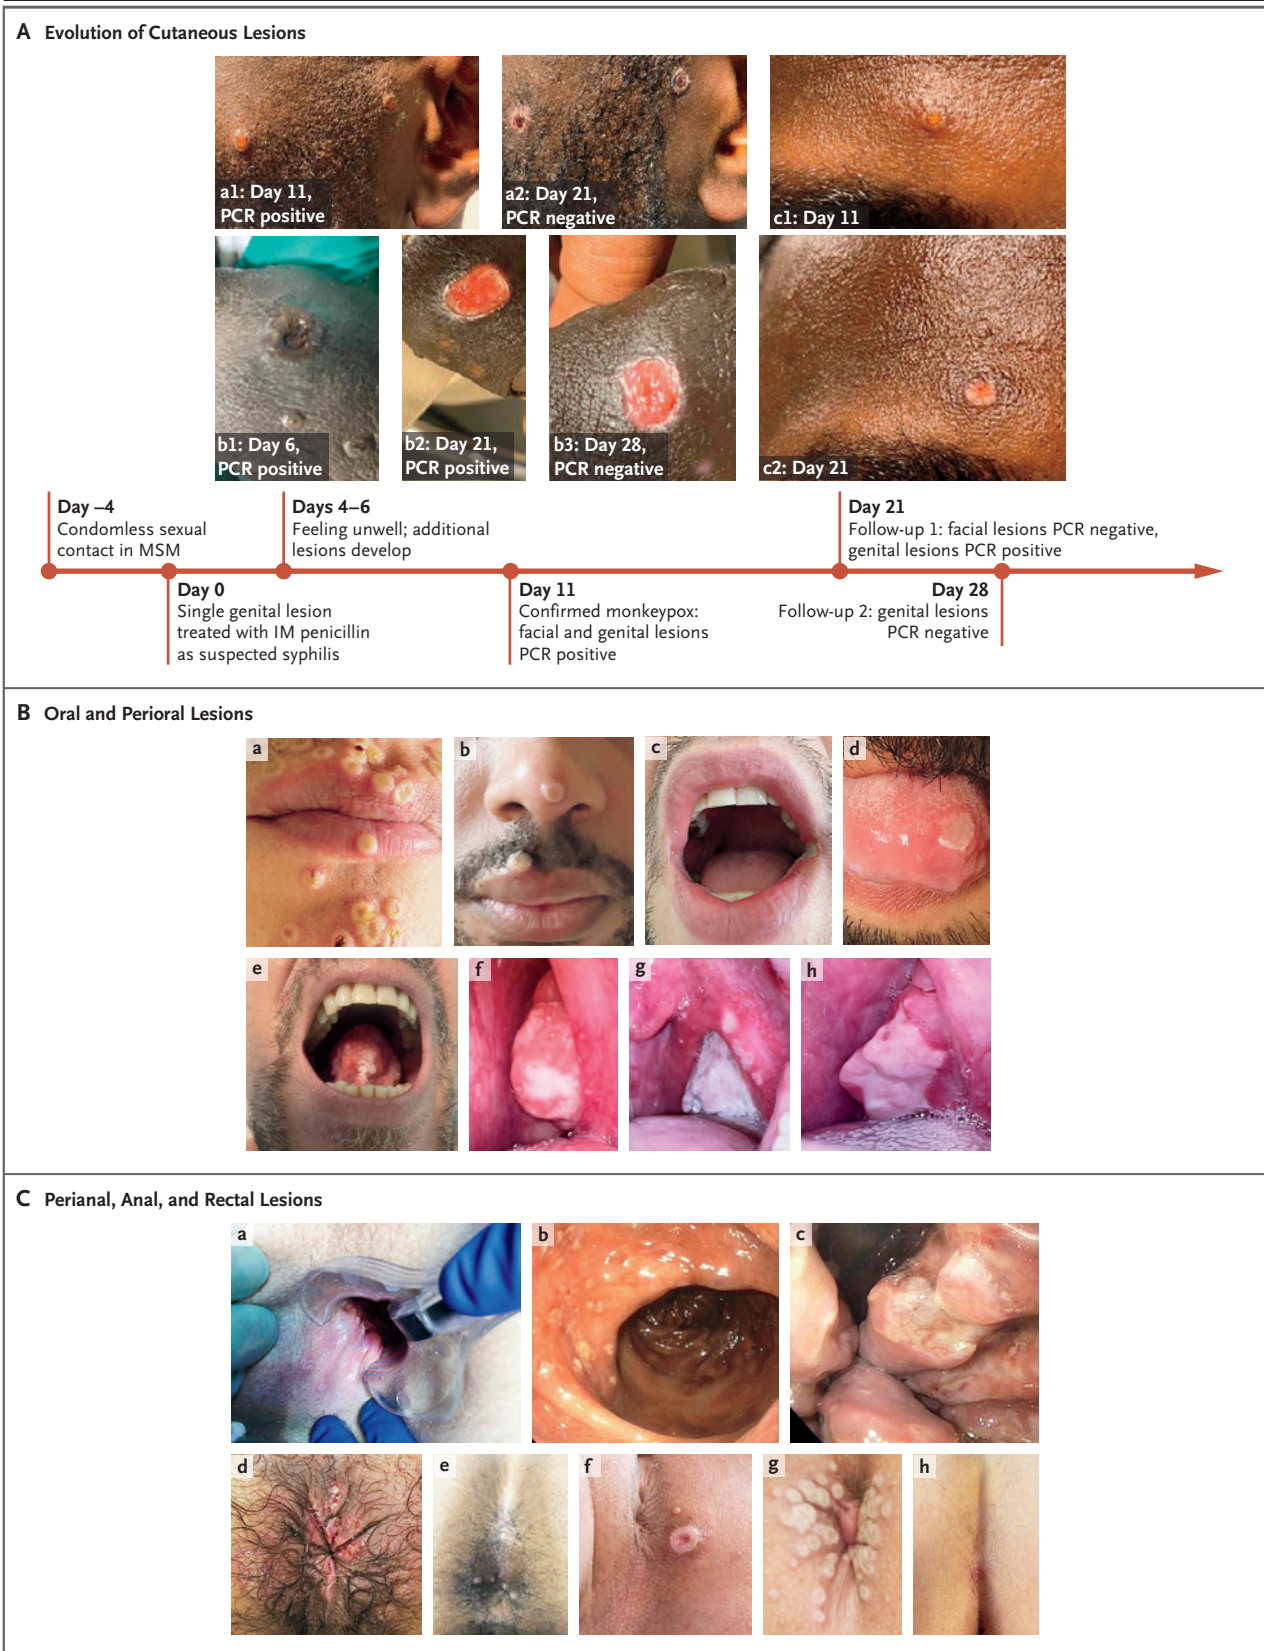 A Evolution of Cutaneous Lesions
a1: Day 11,
PCR positive
a2: Day 21,
PCR negative
c1: Day 11
b1: Day 6,
PCR positive
b2: Day 21,
PCR positive
b3: Day 28,
PCR negative
c2: Day 21
Day –4
Condomless sexual
contact in MSM
Days 4–6
Feeling unwell; additional
lesions develop
Day 21
Follow-up 1: facial lesions PCR negative,
genital lesions PCR positive
Day 0
Single genital lesion
treated with IM penicillin
as suspected syphilis
Day 11
Confirmed monkeypox:
facial and genital lesions
PCR positive
Day 28
Follow-up 2: genital lesions
PCR negative
B Oral and Perioral Lesions
a
b
c
d
e
f
g
h
C Perianal, Anal, and Rectal Lesions
a
b
c
d
e
f
g
h